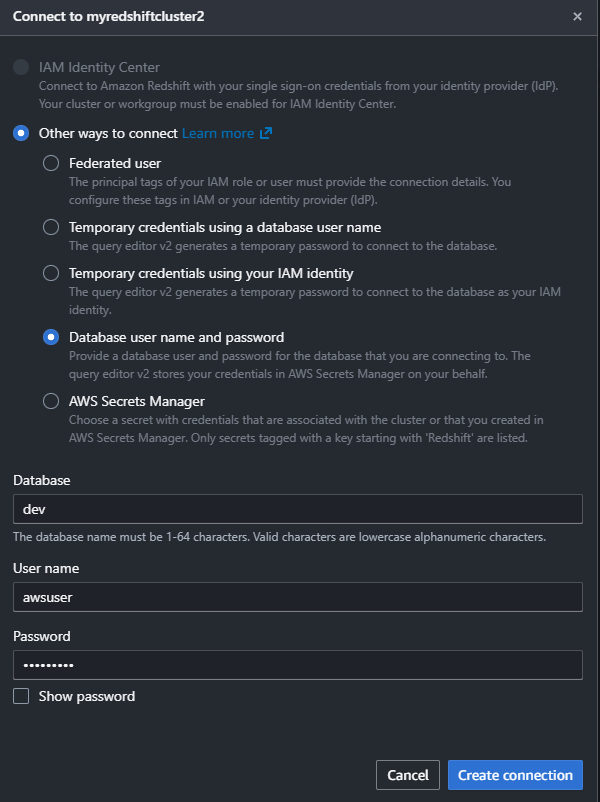 Connect to myredshiftcluster2
IAM Identity Center
Connect to Amazon Redshift with your single sign-on credentials from your identity provider (IdP).
Your cluster or workgroup must be enabled for IAM Identity Center.
Other ways to connect Learn more
Federated user
The principal tags of your IAM role or user must provide the connection details. You
configure these tags in IAM or your identity provider (IdP).
Temporary credentials using a database user name
The query editor v2 generates a temporary password to connect to the database.
Temporary credentials using your IAM identity
The query editor v2 generates a temporary password to connect to the database as your IAM
identity.
Database user name and password
Provide a database user and password for the database that you are connecting to. The
query editor v2 stores your credentials in AWS Secrets Manager on your behalf.
AWS Secrets Manager
Choose a secret with credentials that are associated with the cluster or that you created in
AWS Secrets Manager. Only secrets tagged with a key starting with 'Redshift' are listed.
Database
dev
The database name must be 1-64 characters. Valid characters are lowercase alphanumeric characters.
User name
awsuser
Password
•••••••••
Show password
Cancel
Create connection